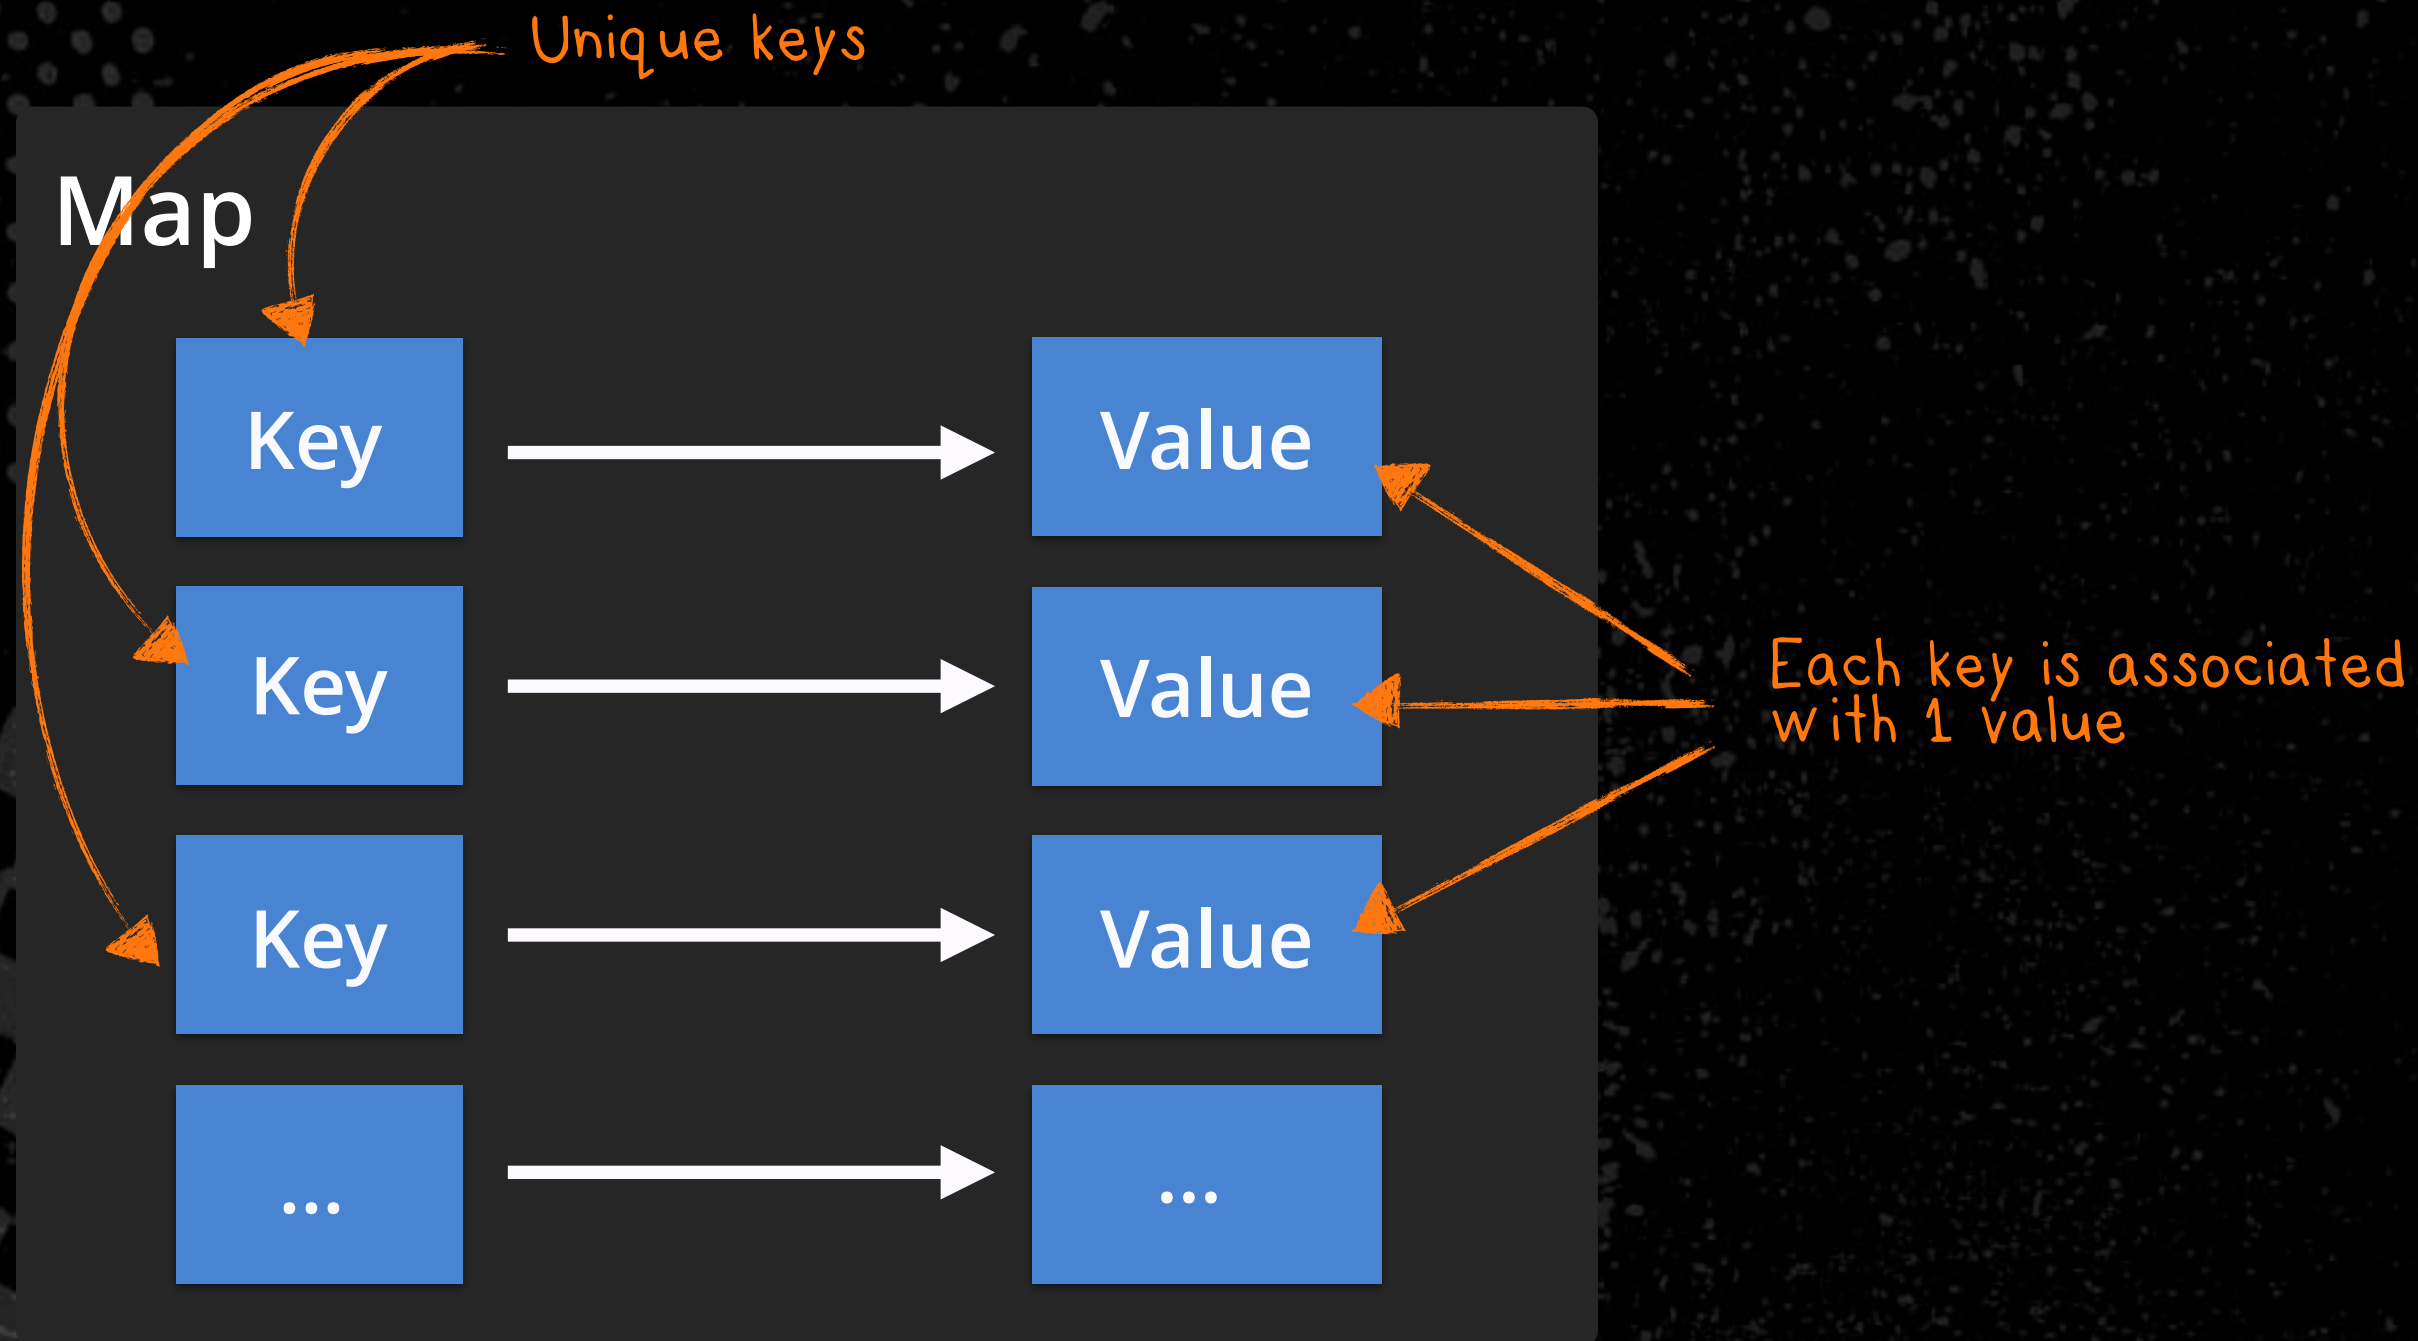 Unique keys
Map
Key
Value
Key
Value
Each key is associated
with 1 value
Key
Value
...
...